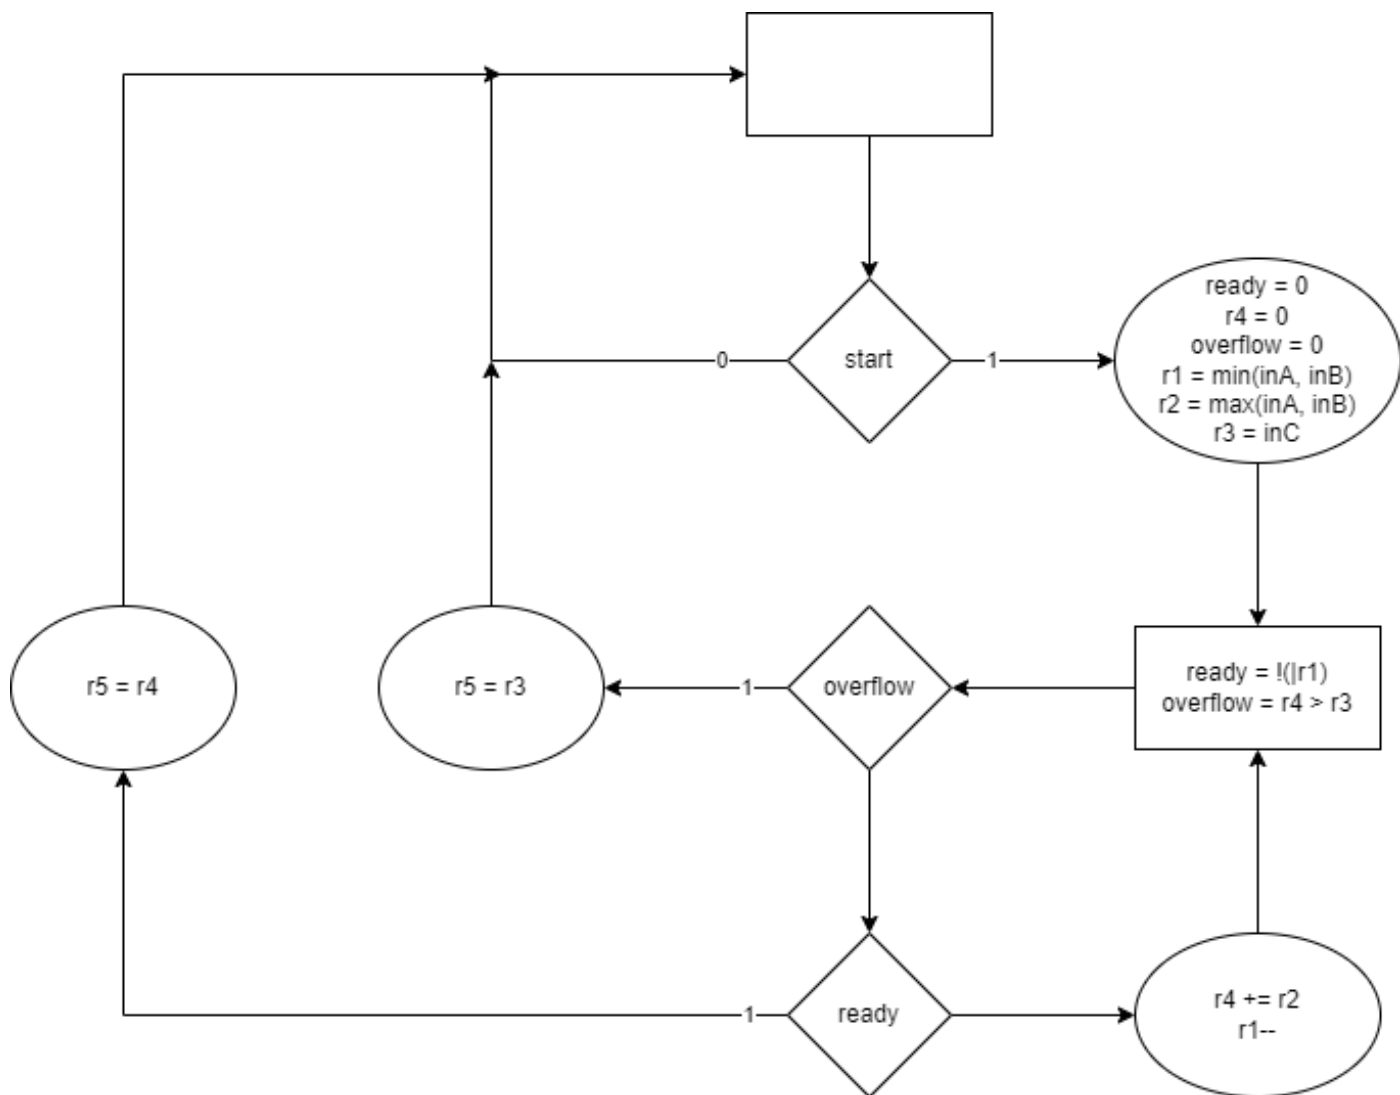 start
0
1
ready = 0
r4 = 0
overflow = 0
r1 = min(inA, inB)
r2 = max(inA, inB)
r3 = inC
r5 = r4
r5 = r3
1
overflow
ready = !(|r1)
overflow = r4 > r3
1
ready
r4 += r2
r1--